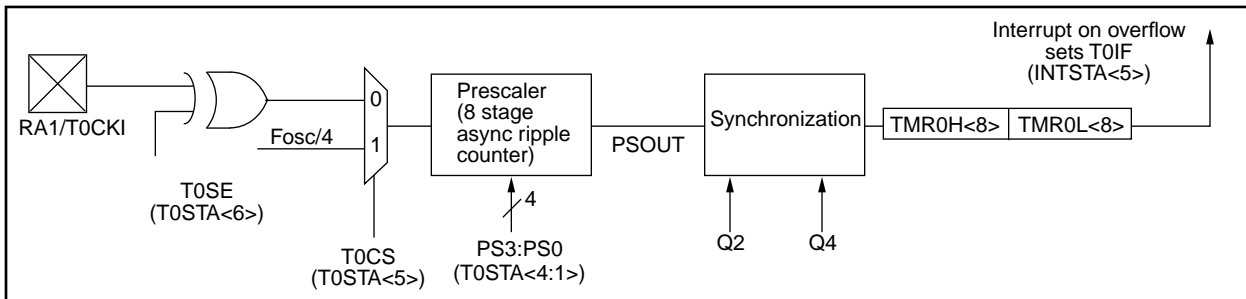 Interrupt on overflow
sets T0IF
(INTSTA<5>)
RA1/T0CKI
0
1
Fosc/4
Prescaler
(8 stage
async ripple
counter)
PSOUT
Synchronization
TMR0H<8>
TMR0L<8>
T0SE
(T0STA<6>)
4
T0CS
(T0STA<5>)
PS3:PS0
(T0STA<4:1>)
Q2
Q4